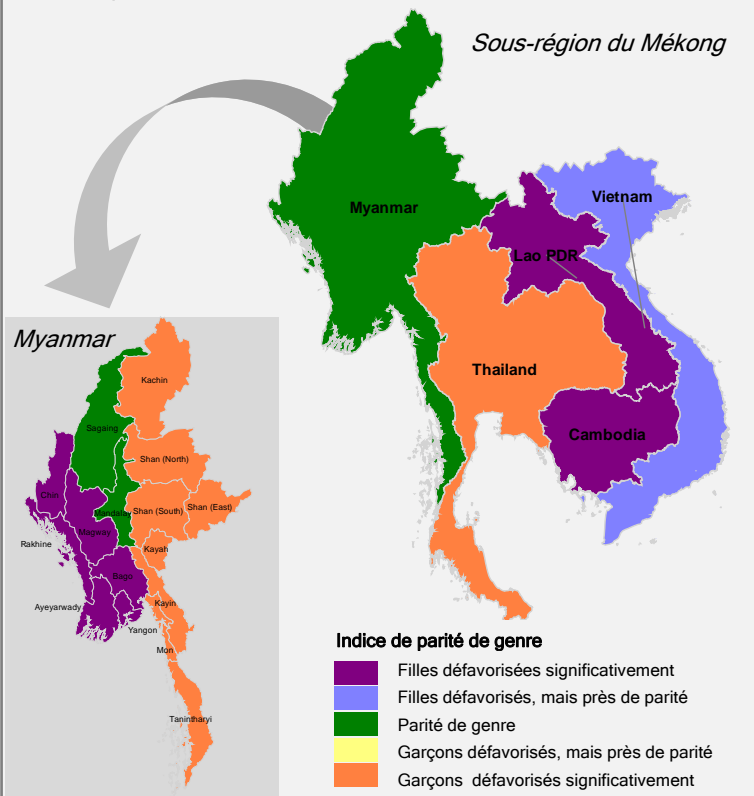 Sous-région du Mékong
Myanmar
Vietnam
Lao PDR
Thailand
Cambodia
Myanmar
Kachin
Sagaing
Shan (North)
Chin
Mandalay
Shan (South)
Shan (East)
Magway
Rakhine
Kayah
Bago
Ayeyarwady
Kayin
Yangon
Mon
Tanintharyi
Indice de parité de genre
Filles défavorisées significativement
Filles défavorisés, mais près de parité
Parité de genre
Garçons défavorisés, mais près de parité
Garçons défavorisés significativement